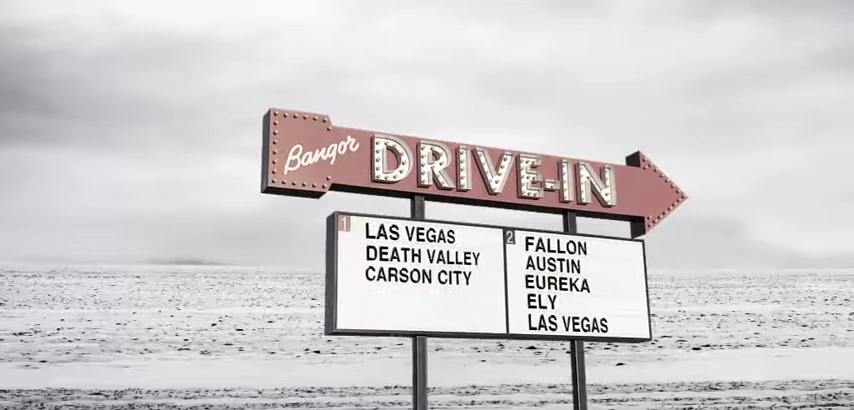 Bangor DRIVE-IN
1
LAS VEGAS
DEATH VALLEY
CARSON CITY
2
FALLON
AUSTIN
EUREKA
ELY
LAS VEGAS